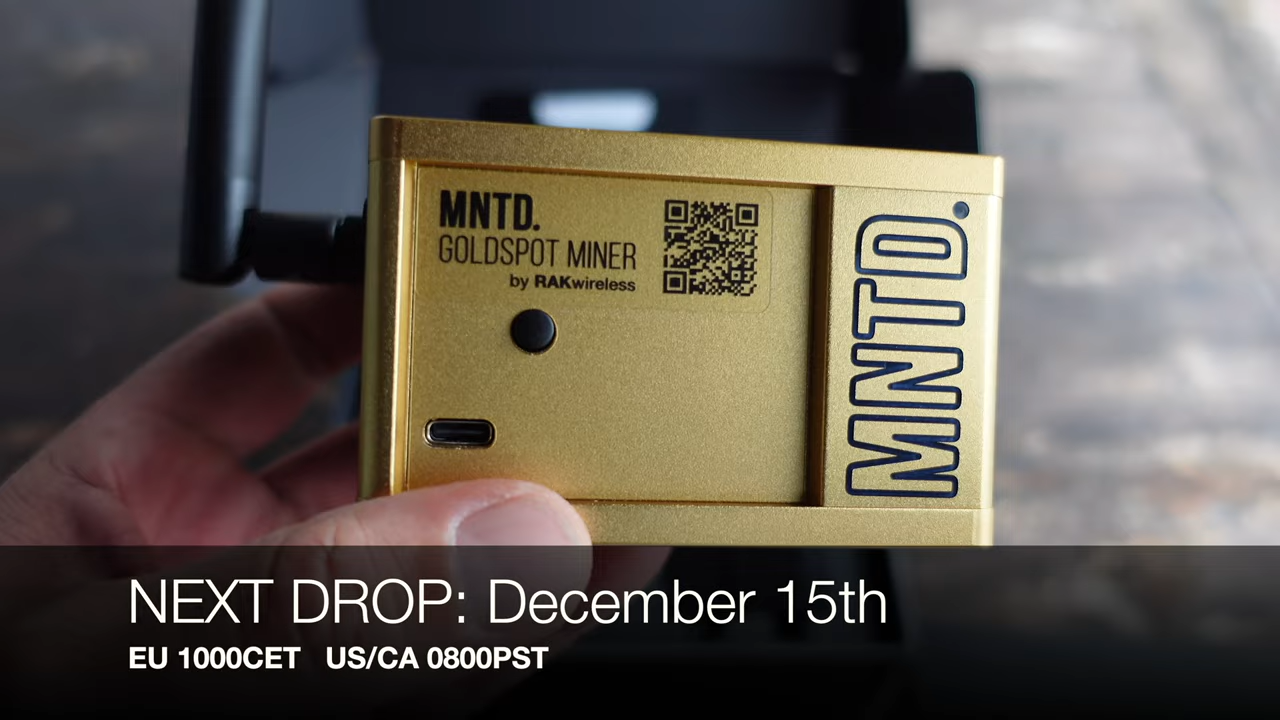 MNTD.
GOLDSPOT MINER
by RAKwireless
MNTD.
NEXT DROP: December 15th
EU 1000CET US/CA 0800PST